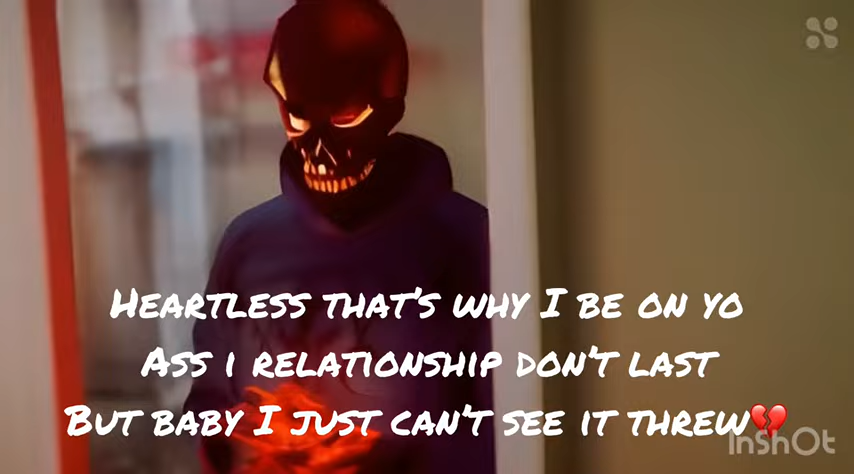 Heartless that's why I be on yo
Ass i relationship don't last
But baby I just can't see it threw💔
InShOt